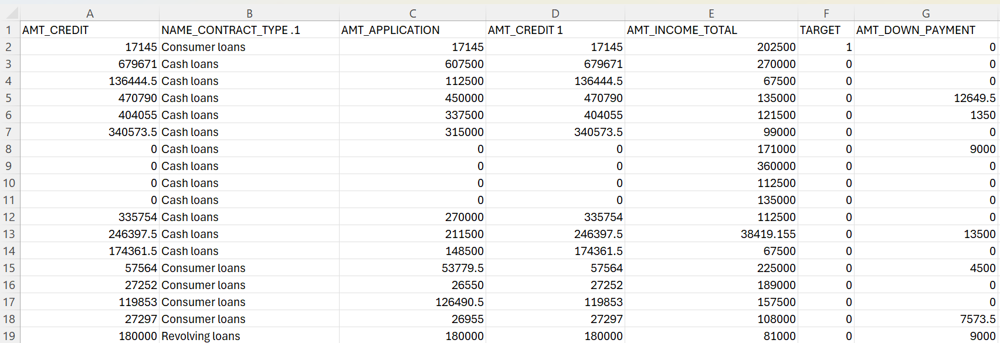 A B C D E F G
1 AMT_CREDIT NAME_CONTRACT_TYPE .1 AMT_APPLICATION AMT_CREDIT 1 AMT_INCOME_TOTAL TARGET AMT_DOWN_PAYMENT
2 17145 Consumer loans 17145 17145 202500 1 0
3 679671 Cash loans 607500 679671 270000 0 0
4 136444.5 Cash loans 112500 136444.5 67500 0 0
5 470790 Cash loans 450000 470790 135000 0 12649.5
6 404055 Cash loans 337500 404055 121500 0 1350
7 340573.5 Cash loans 315000 340573.5 99000 0 0
8 0 Cash loans 0 0 171000 0 9000
9 0 Cash loans 0 0 360000 0 0
10 0 Cash loans 0 0 112500 0 0
11 0 Cash loans 0 0 135000 0 0
12 335754 Cash loans 270000 335754 112500 0 0
13 246397.5 Cash loans 211500 246397.5 38419.155 0 13500
14 174361.5 Cash loans 148500 174361.5 67500 0 0
15 57564 Consumer loans 53779.5 57564 225000 0 4500
16 27252 Consumer loans 26550 27252 189000 0 0
17 119853 Consumer loans 126490.5 119853 157500 0 0
18 27297 Consumer loans 26955 27297 108000 0 7573.5
19 180000 Revolving loans 180000 180000 81000 0 9000